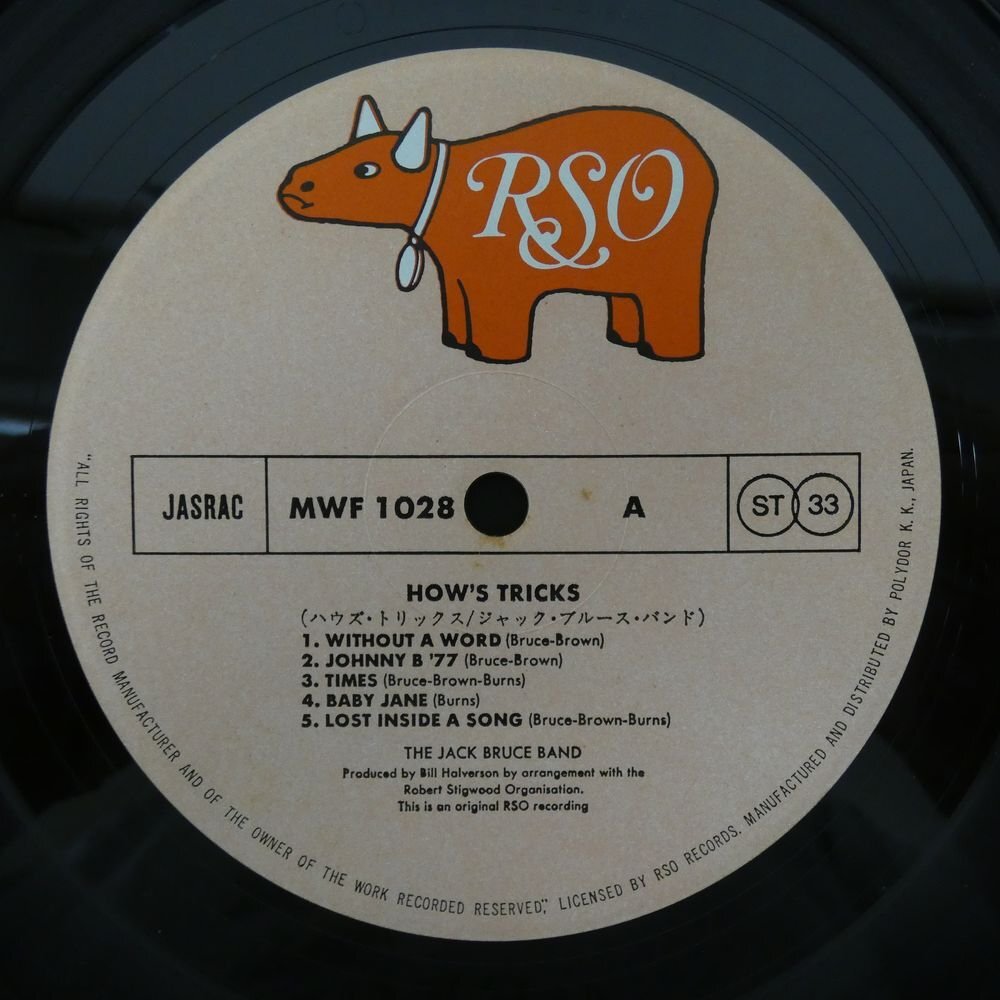 RSO
JASRAC MWF 1028 A ST 33
HOW'S TRICKS
(ハウズ・トリックス/ジャック・ブルース・バンド)
1. WITHOUT A WORD (Bruce-Brown)
2. JOHNNY B '77 (Bruce-Brown)
3. TIMES (Bruce-Brown-Burns)
4. BABY JANE (Burns)
5. LOST INSIDE A SONG (Bruce-Brown-Burns)
THE JACK BRUCE BAND
Produced by Bill Halverson by arrangement with the
Robert Stigwood Organisation.
This is an original RSO recording
"ALL RIGHTS OF THE RECORD MANUFACTURER AND OF THE OWNER OF THE WORK RECORDED RESERVED," LICENSED BY RSO RECORDS. MANUFACTURED AND DISTRIBUTED BY POLYDOR K. K., JAPAN.